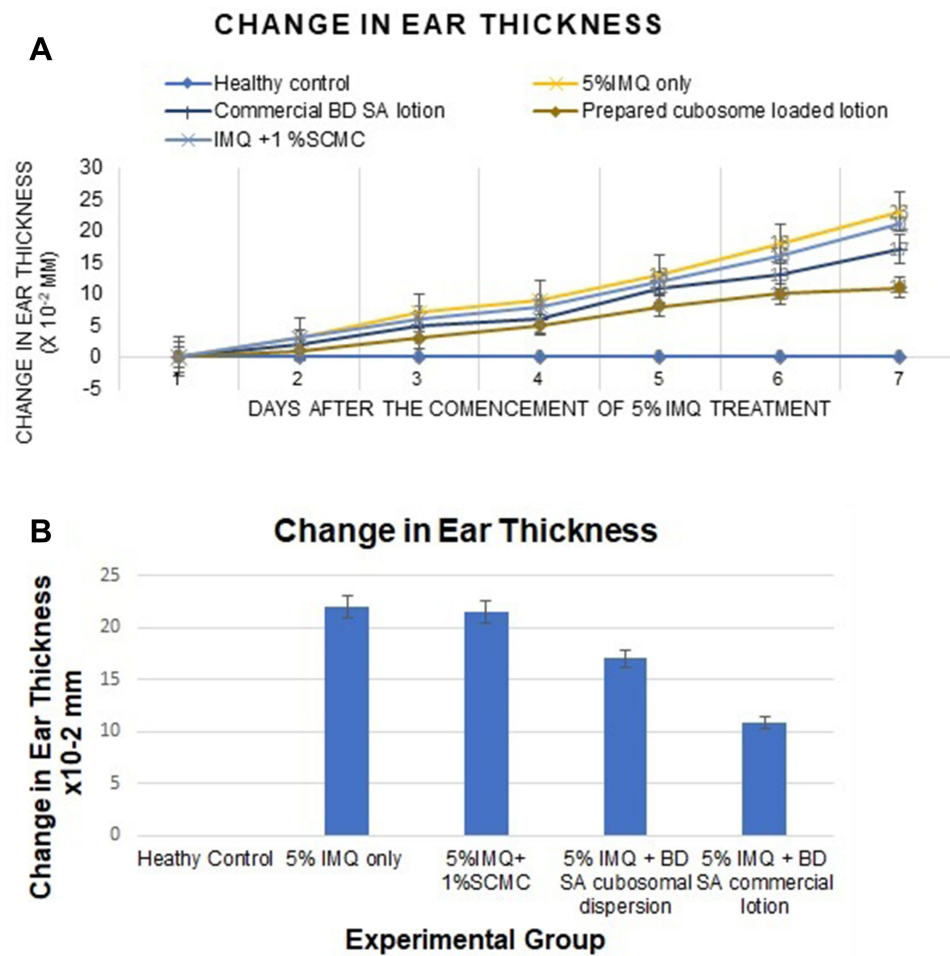 CHANGE IN EAR THICKNESS
A
Healthy control
5%IMQ only
Commercial BD SA lotion
Prepared cubosome loaded lotion
IMQ +1 %SCMC
CHANGE IN EAR THICKNESS
(X 10-2 MM)
30
25
20
15
10
5
0
-5
1 2 3 4 5 6 7
DAYS AFTER THE COMENCEMENT OF 5% IMQ TREATMENT
B
Change in Ear Thickness
Change in Ear Thickness
x10-2 mm
25
20
15
10
5
0
Heathy Control
5% IMQ only
5%IMQ+
1%SCMC
5% IMQ + BD
SA cubosomal
dispersion
5% IMQ + BD
SA commercial
lotion
Experimental Group